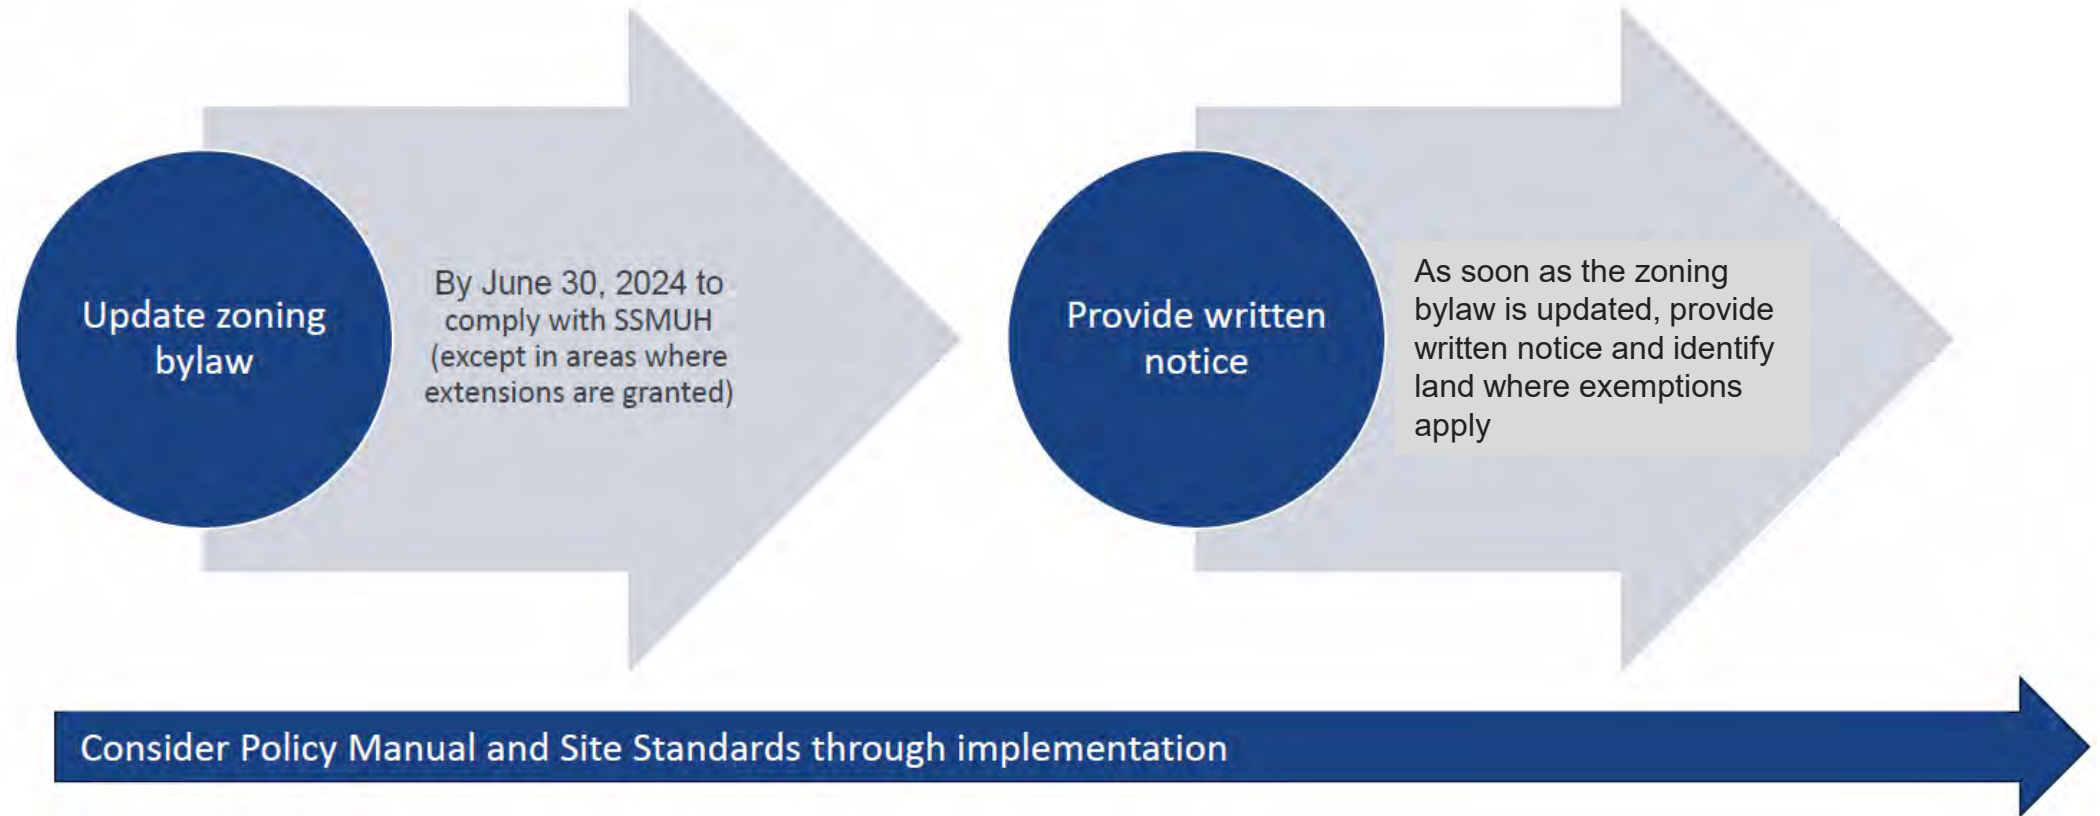 Update zoning
bylaw
By June 30, 2024 to
comply with SSMUH
(except in areas where
extensions are granted)
Provide written
notice
As soon as the zoning
bylaw is updated, provide
written notice and identify
land where exemptions
apply
Consider Policy Manual and Site Standards through implementation